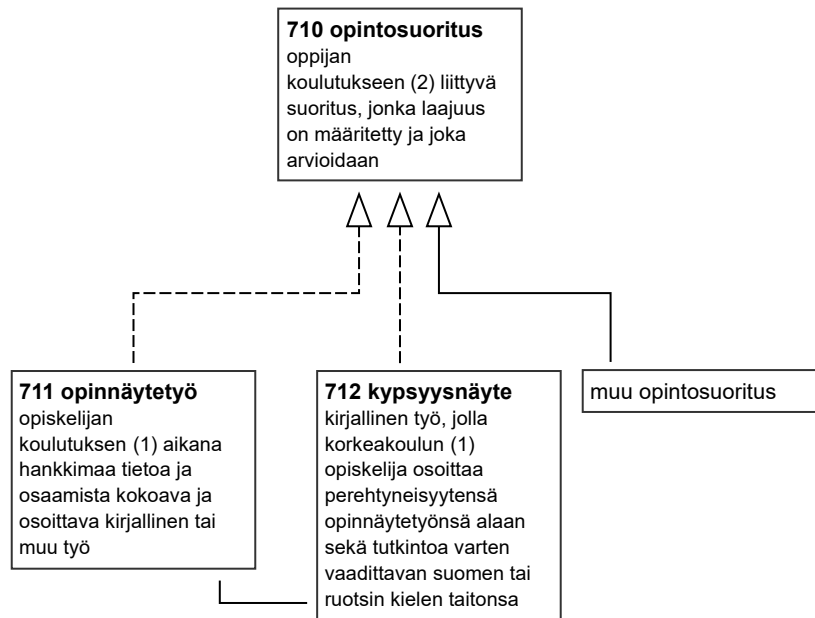 710 opintosuoritus
oppijan
koulutukseen (2) liittyvä
suoritus, jonka laajuus
on määritetty ja joka
arvioidaan
711 opinnäytetyö
opiskelijan
koulutuksen (1) aikana
hankkimaa tietoa ja
osaamista kokoava ja
osoittava kirjallinen tai
muu työ
712 kypsyysnäyte
kirjallinen työ, jolla
korkeakoulun (1)
opiskelija osoittaa
perehtyneisyytensä
opinnäytetyönsä alaan
sekä tutkintoa varten
vaadittavan suomen tai
ruotsin kielen taitonsa
muu opintosuoritus